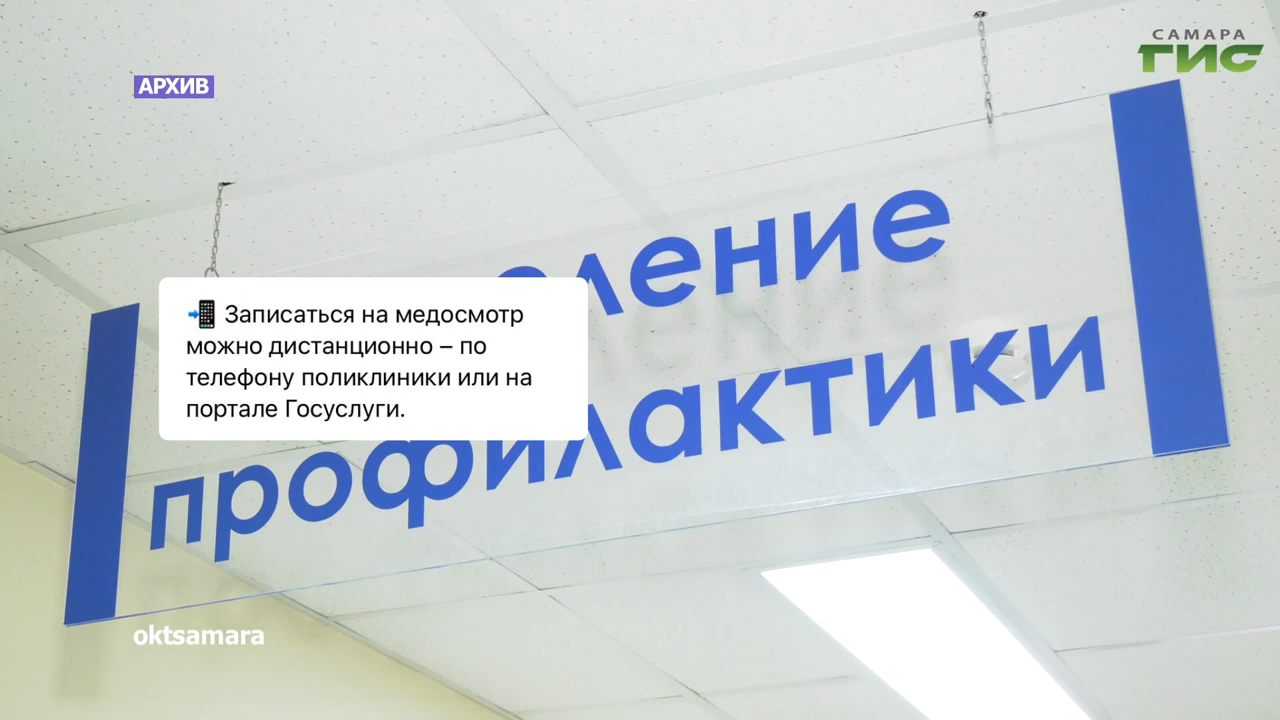 САМАРА
ГИС
АРХИВ
ление
📲 Записаться на медосмотр
можно дистанционно – по
телефону поликлиники или на
портале Госуслуги.
профилактики
oktsamara